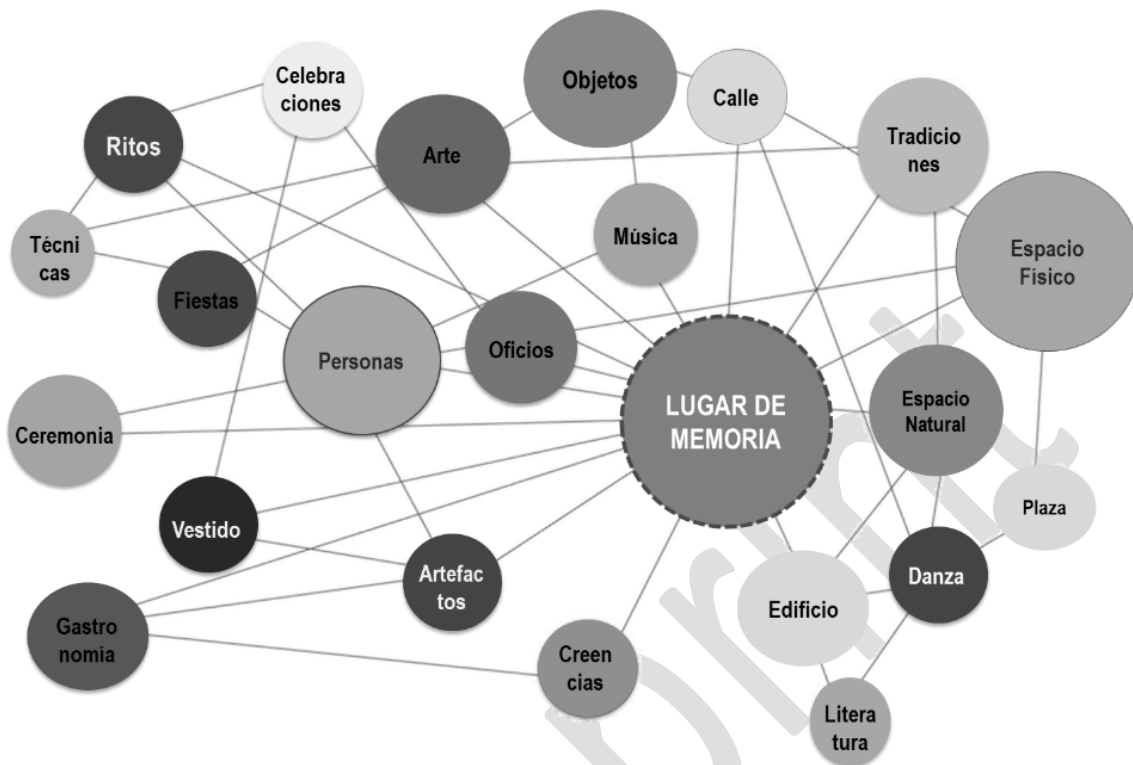 Celebra
ciones
Objetos
Calle
Ritos
Arte
Tradicio
nes
Técni
cas
Música
Espacio
Físico
Fiestas
Personas
Oficios
LUGAR DE
MEMORIA
Espacio
Natural
Ceremonia
Vestido
Plaza
Artefac
tos
Danza
Edificio
Gastro
nomía
Creen
cias
Litera
tura